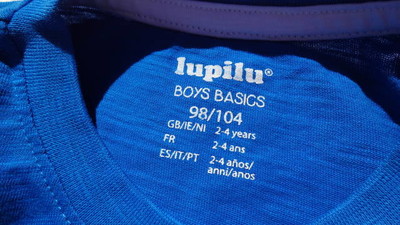 lupilu®
BOYS BASICS
98/104
GB/IE/NI 2-4 years
FR 2-4 ans
ES/IT/PT 2-4 años/
anni/anos